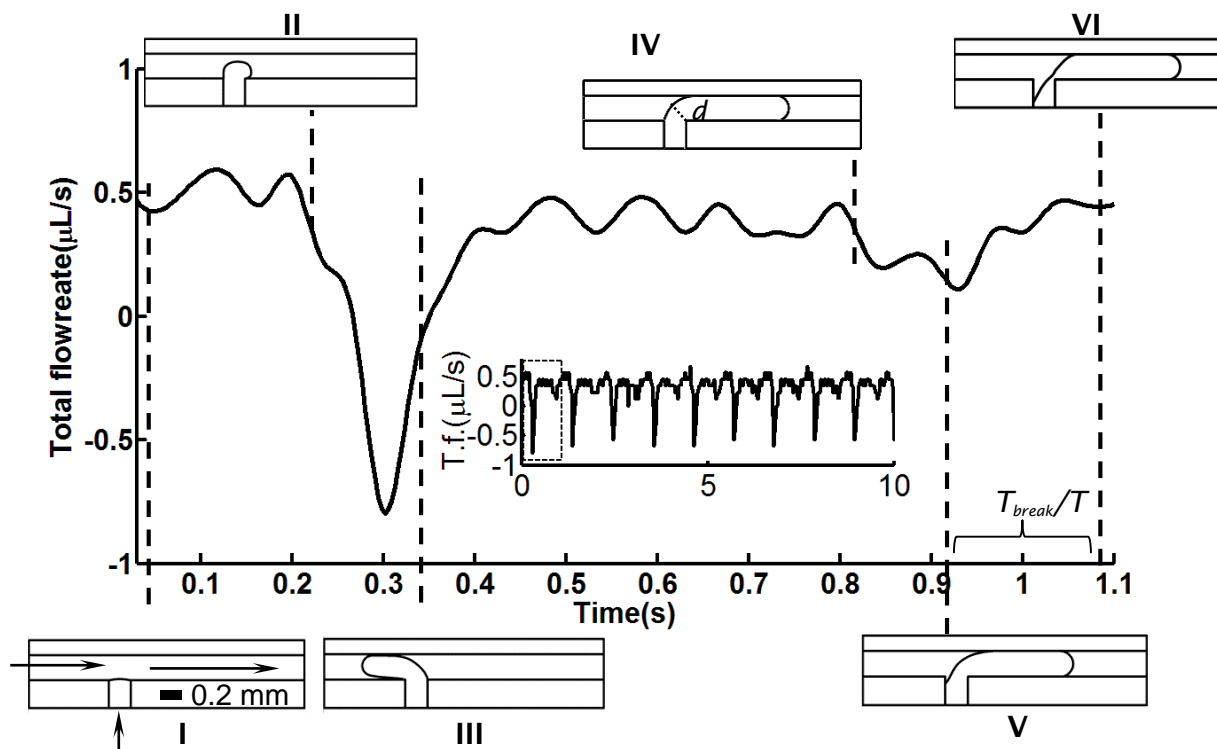 II
IV
VI
d
1
0.5
0
-0.5
-1
Total flowreate(μL/s)
T.f.(μL/s)
0.5
0
-0.5
-1
0
5
10
T_break/T
0.1
0.2
0.3
0.4
0.5
0.6
0.7
0.8
0.9
1
1.1
Time(s)
0.2 mm
I
III
V